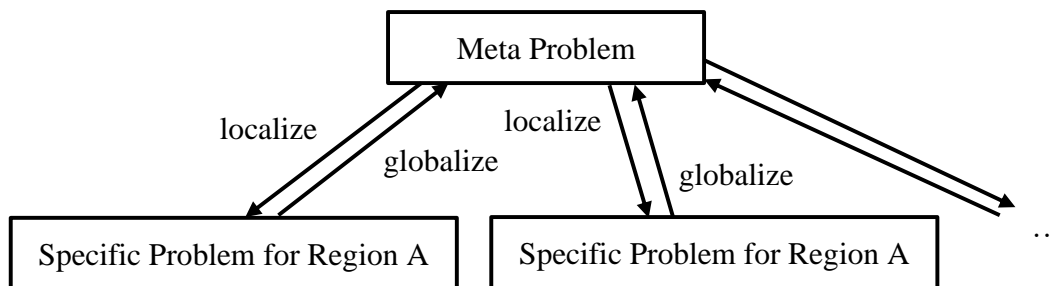 Meta Problem
localize
globalize
localize
globalize
Specific Problem for Region A
Specific Problem for Region A
…